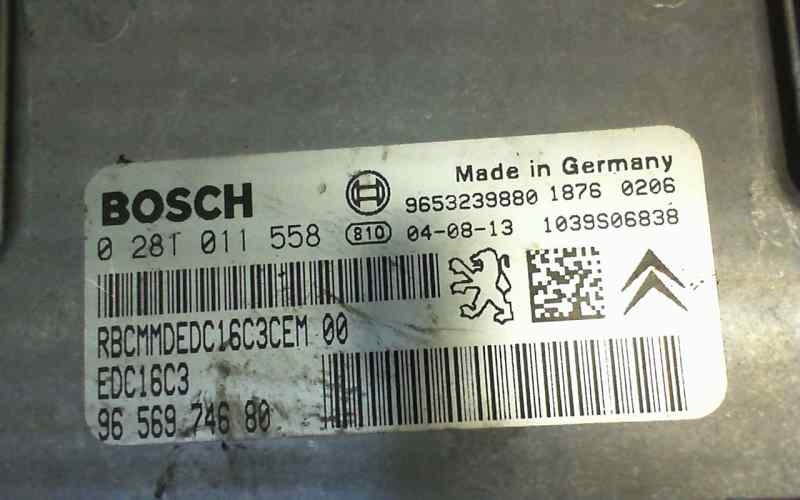 Made in Germany
BOSCH 9653239880 1876 0206
0 281 011 558 810 04-08-13 1039S06838
RBCMMDEDC16C3CEM 00
EDC16C3
96 569 746 80